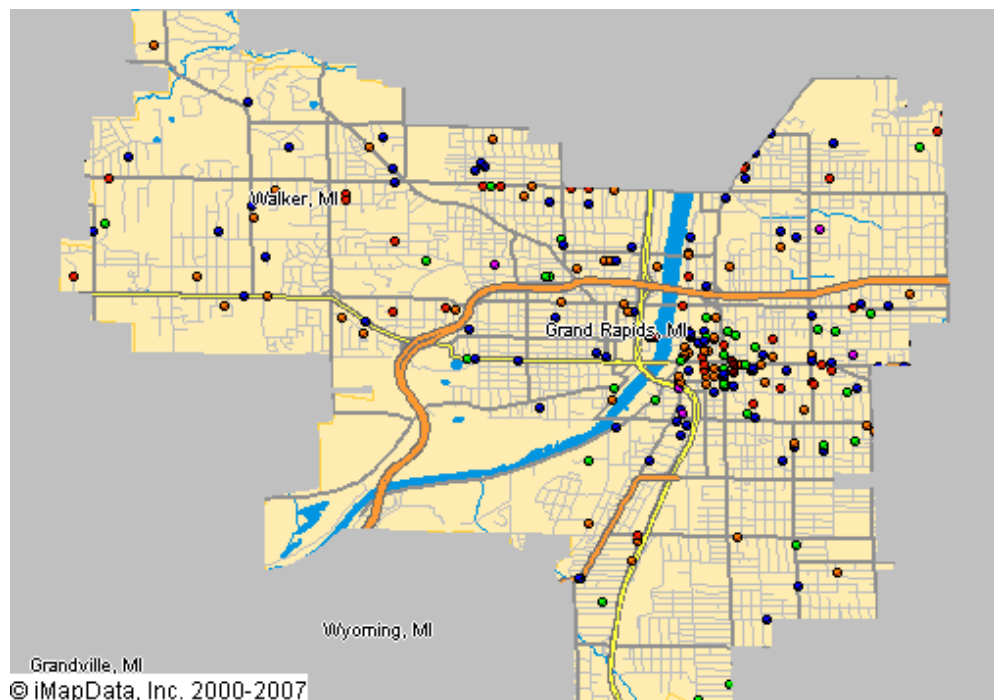 Walker, MI
Grand Rapids, MI
Wyoming, MI
Grandville, MI
© iMapData, Inc. 2000-2007